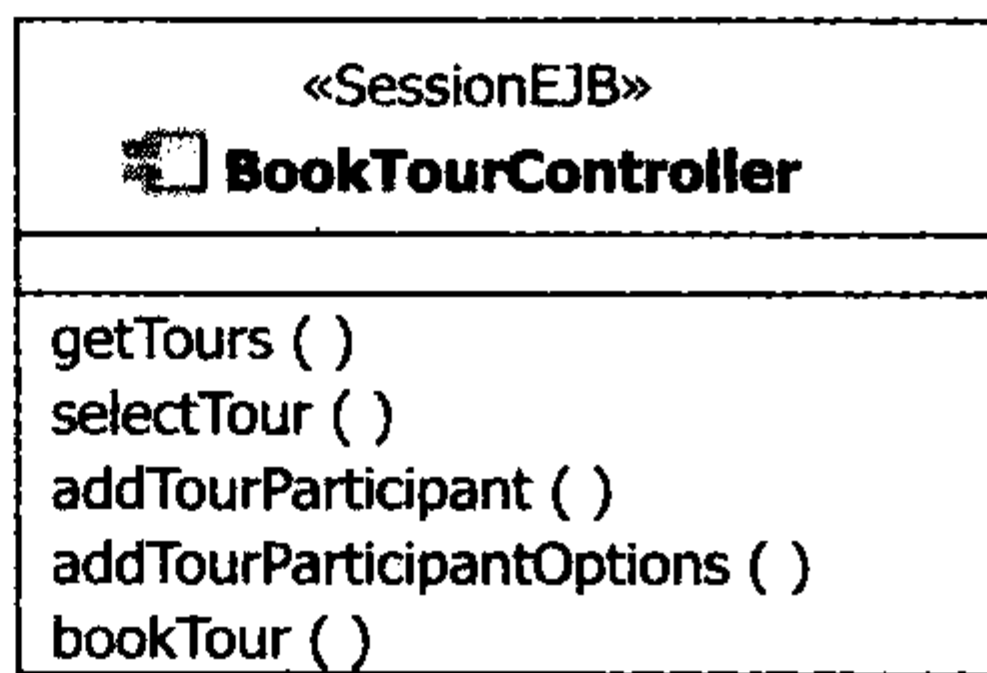 «SessionEJB»
BookTourController
getTours ( )
selectTour ( )
addTourParticipant ( )
addTourParticipantOptions ( )
bookTour ( )